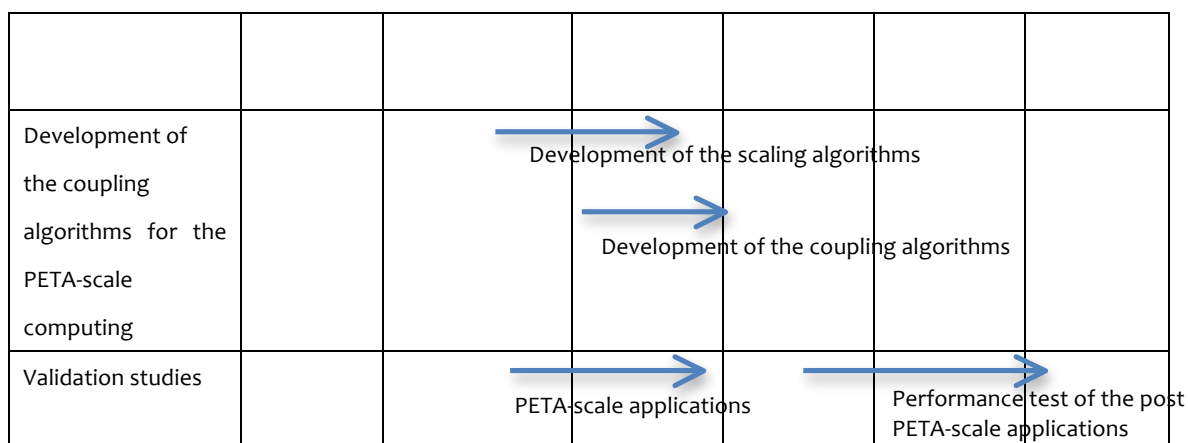 Development of
the coupling
algorithms for the
PETA-scale
computing
Development of the scaling algorithms
Development of the coupling algorithms
Validation studies
PETA-scale applications
Performance test of the post
PETA-scale applications